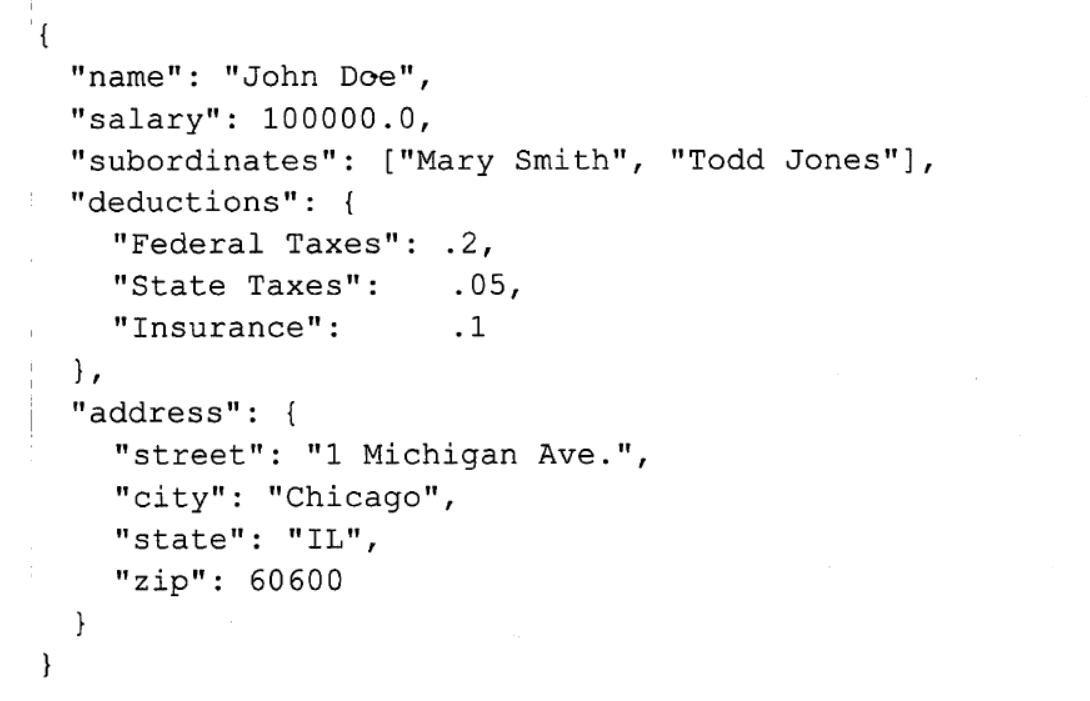 {
"name": "John Doe",
"salary": 100000.0,
"subordinates": ["Mary Smith", "Todd Jones"],
"deductions": {
"Federal Taxes": .2,
"State Taxes": .05,
"Insurance": .1
},
"address": {
"street": "1 Michigan Ave.",
"city": "Chicago",
"state": "IL",
"zip": 60600
}
}